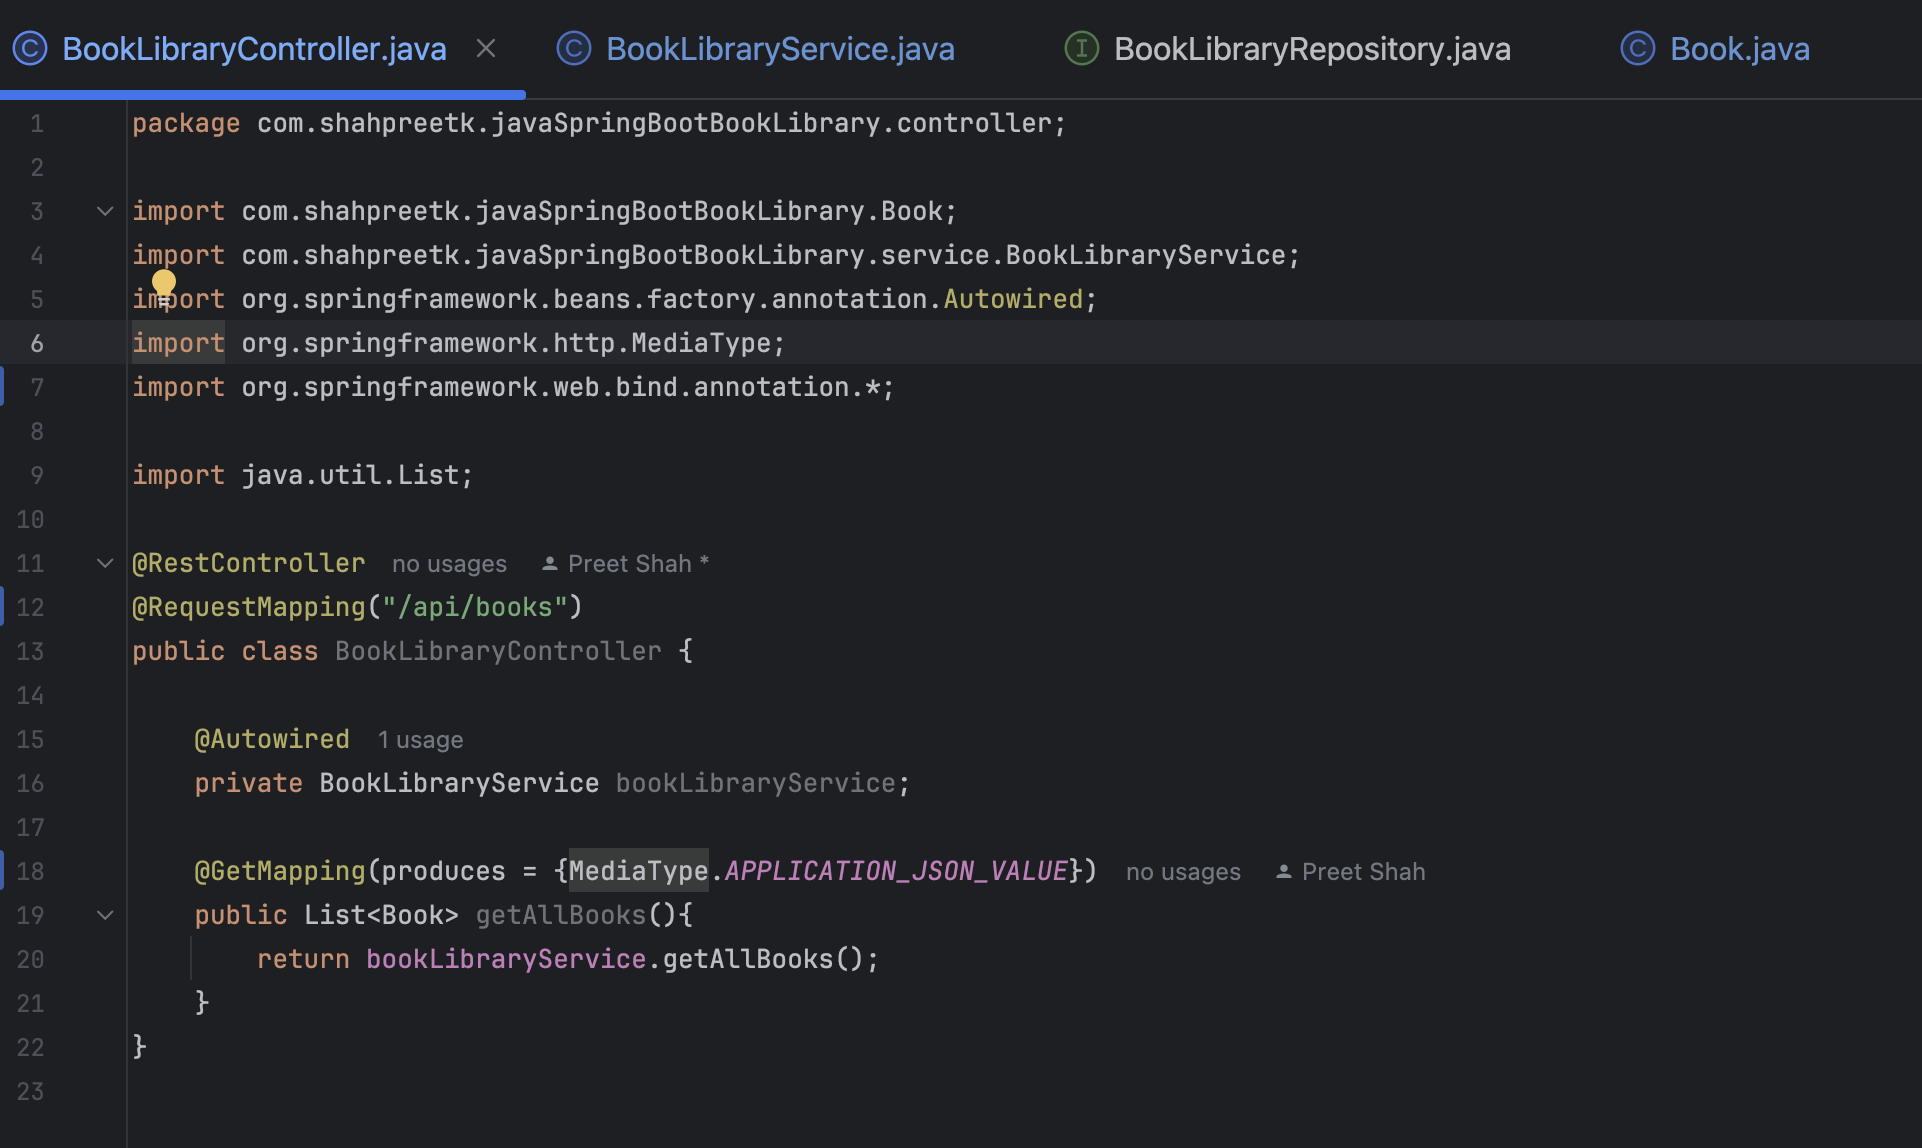 BookLibraryController.java BookLibraryService.java BookLibraryRepository.java Book.java
1 package com.shahpreetk.javaSpringBootBookLibrary.controller;
2
3 import com.shahpreetk.javaSpringBootBookLibrary.Book;
4 import com.shahpreetk.javaSpringBootBookLibrary.service.BookLibraryService;
5 import org.springframework.beans.factory.annotation.Autowired;
6 import org.springframework.http.MediaType;
7 import org.springframework.web.bind.annotation.*;
8
9 import java.util.List;
10
11 @RestController no usages Preet Shah *
12 @RequestMapping("/api/books")
13 public class BookLibraryController {
14
15     @Autowired 1 usage
16     private BookLibraryService bookLibraryService;
17
18     @GetMapping(produces = {MediaType.APPLICATION_JSON_VALUE}) no usages Preet Shah
19     public List<Book> getAllBooks(){
20         return bookLibraryService.getAllBooks();
21     }
22 }
23